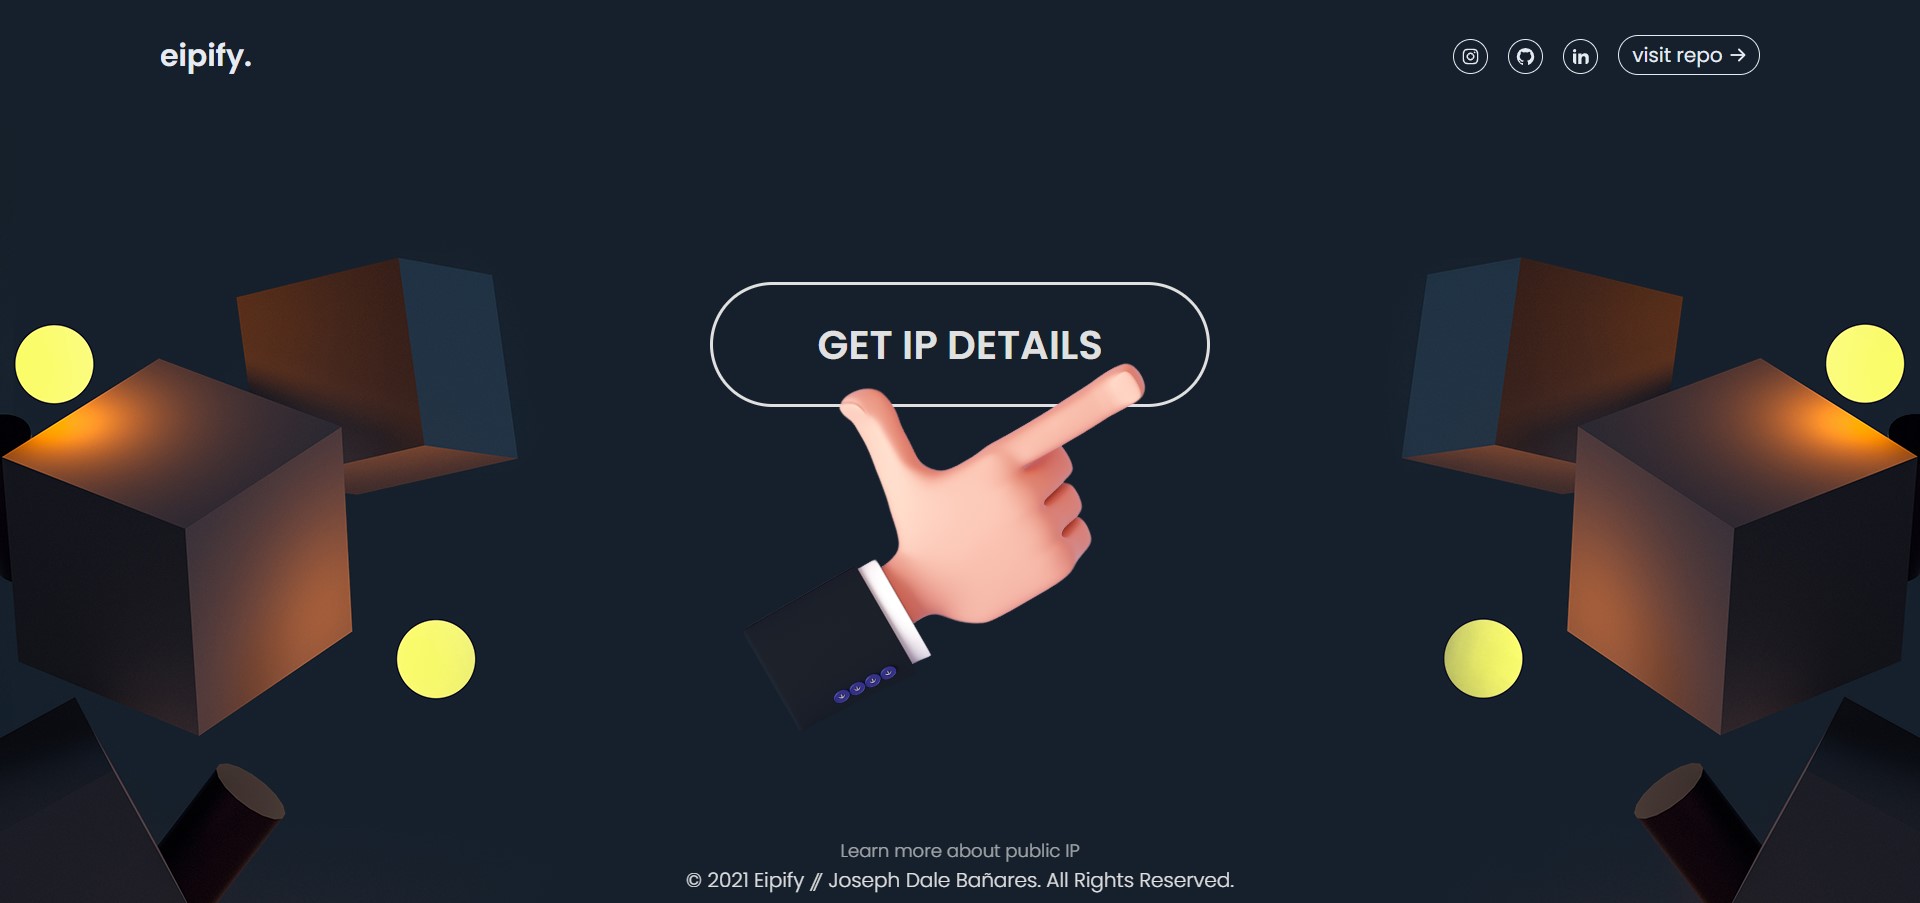 eipify.
visit repo →
GET IP DETAILS
Learn more about public IP
© 2021 Eipify // Joseph Dale Bañares. All Rights Reserved.